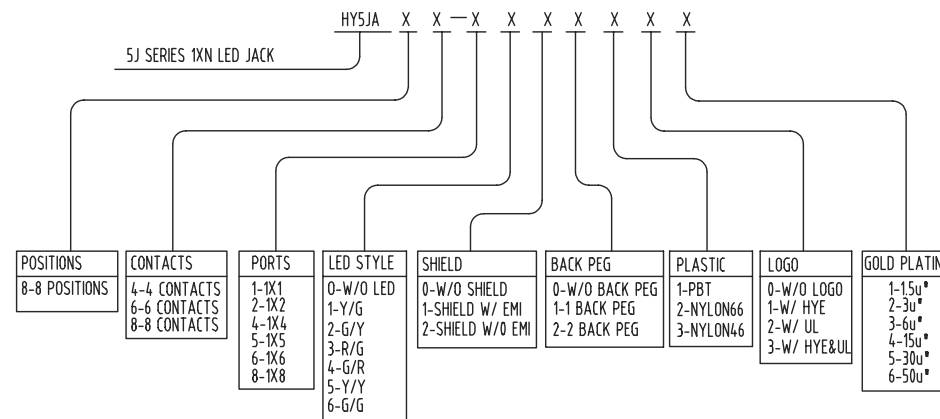 HY5JA X X — X X X X X X X
5J SERIES 1XN LED JACK
POSITIONS
8-8 POSITIONS
CONTACTS
4-4 CONTACTS
6-6 CONTACTS
8-8 CONTACTS
PORTS
1-1X1
2-1X2
4-1X4
5-1X5
6-1X6
8-1X8
LED STYLE
0-W/O LED
1-Y/G
2-G/Y
3-R/G
4-G/R
5-Y/Y
6-G/G
SHIELD
0-W/O SHIELD
1-SHIELD W/ EMI
2-SHIELD W/O EMI
BACK PEG
0-W/O BACK PEG
1-1 BACK PEG
2-2 BACK PEG
PLASTIC
1-PBT
2-NYLON66
3-NYLON46
LOGO
0-W/O LOGO
1-W/ HYE
2-W/ UL
3-W/ HYE&UL
GOLD PLATIN
1-1.5u"
2-3u"
3-6u"
4-15u"
5-30u"
6-50u"